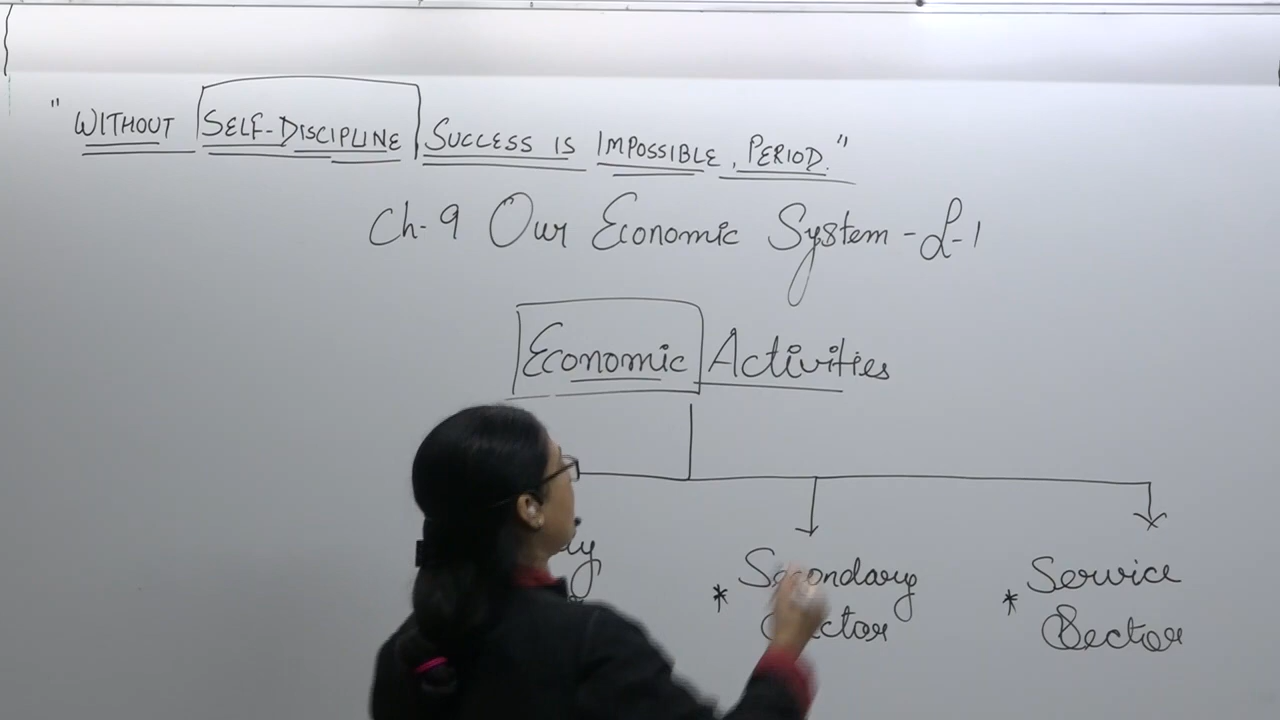 "WITHOUT SELF-DISCIPLINE SUCCESS IS IMPOSSIBLE, PERIOD."
Ch-9 Our Economic System - L-1
Economic Activities
* Secondary * Service
Sector Sector